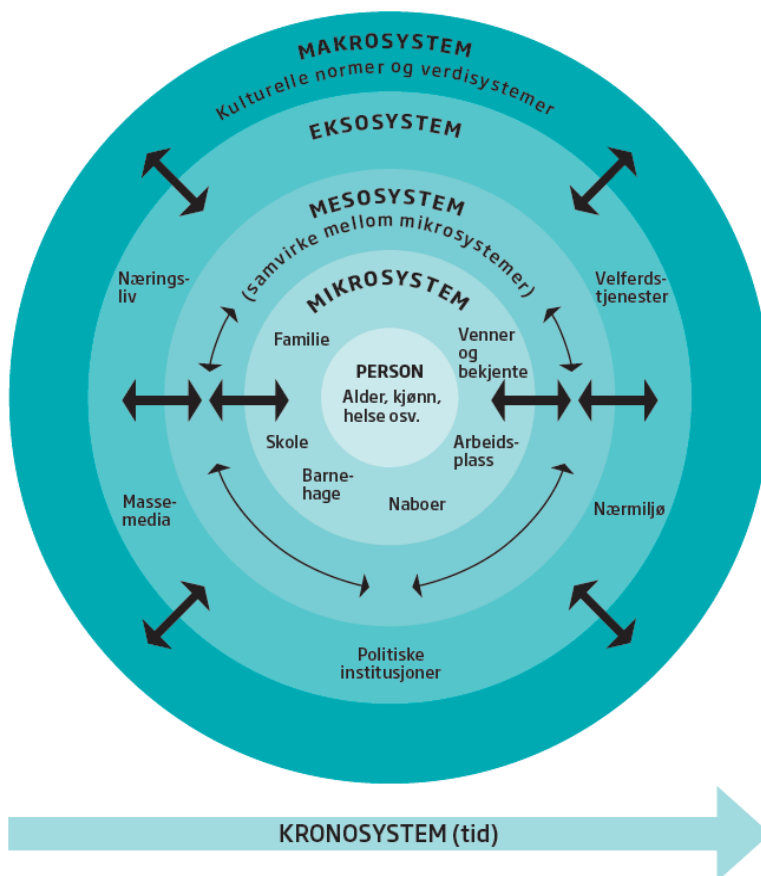 MAKROSYSTEM
Kulturelle normer og verdisystemer
EKSOSYSTEM
MESOSYSTEM
(samvirke mellom mikrosystemer)
MIKROSYSTEM
Nærings-
liv
Velferds-
tjenester
Familie
Venner
og
bekjente
PERSON
Alder, kjønn,
helse osv.
Skole
Barne-
hage
Naboer
Arbeids-
plass
Masse-
media
Nærmiljø
Politiske
institusjoner
KRONOSYSTEM (tid)